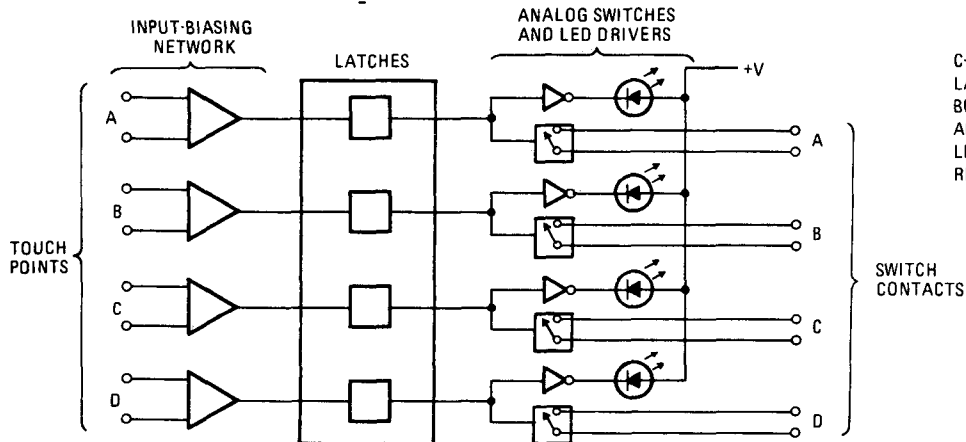 INPUT-BIASING
NETWORK
LATCHES
ANALOG SWITCHES
AND LED DRIVERS
+V
A
A
B
B
TOUCH
POINTS
SWITCH
CONTACTS
C
C
D
D